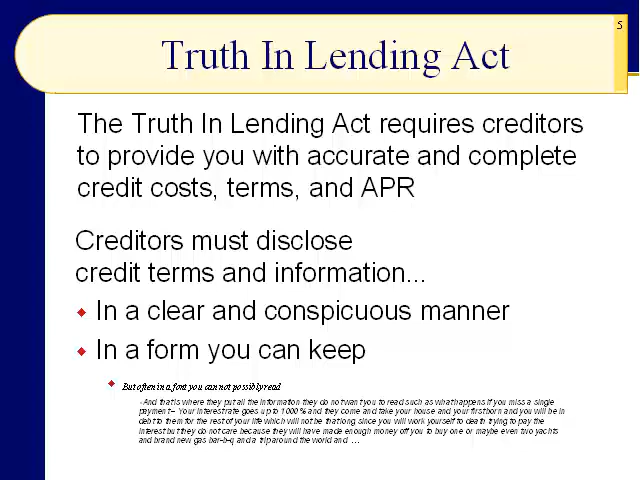 5
Truth In Lending Act
The Truth In Lending Act requires creditors
to provide you with accurate and complete
credit costs, terms, and APR
Creditors must disclose
credit terms and information...
In a clear and conspicuous manner
In a form you can keep
But often in a font you can not possibly read
-And that is where they put all the information they do not want you to read such as what happens if you miss a single
payment – Your interest rate goes up to 1000% and they come and take your house and your first born and you will be in
debt to them for the rest of your life which will not be that long since you will work yourself to death trying to pay the
interest but they do not care because they will have made enough money off you to buy one or maybe even two yachts
and brand new gas bar-b-q and a trip around the world and …